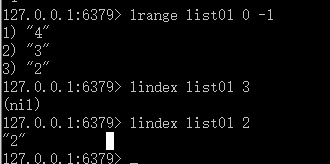 127.0.0.1:6379> lrange list01 0 -1
1) "4"
2) "3"
3) "2"
127.0.0.1:6379> lindex list01 3
(nil)
127.0.0.1:6379> lindex list01 2
"2"
127.0.0.1:6379>